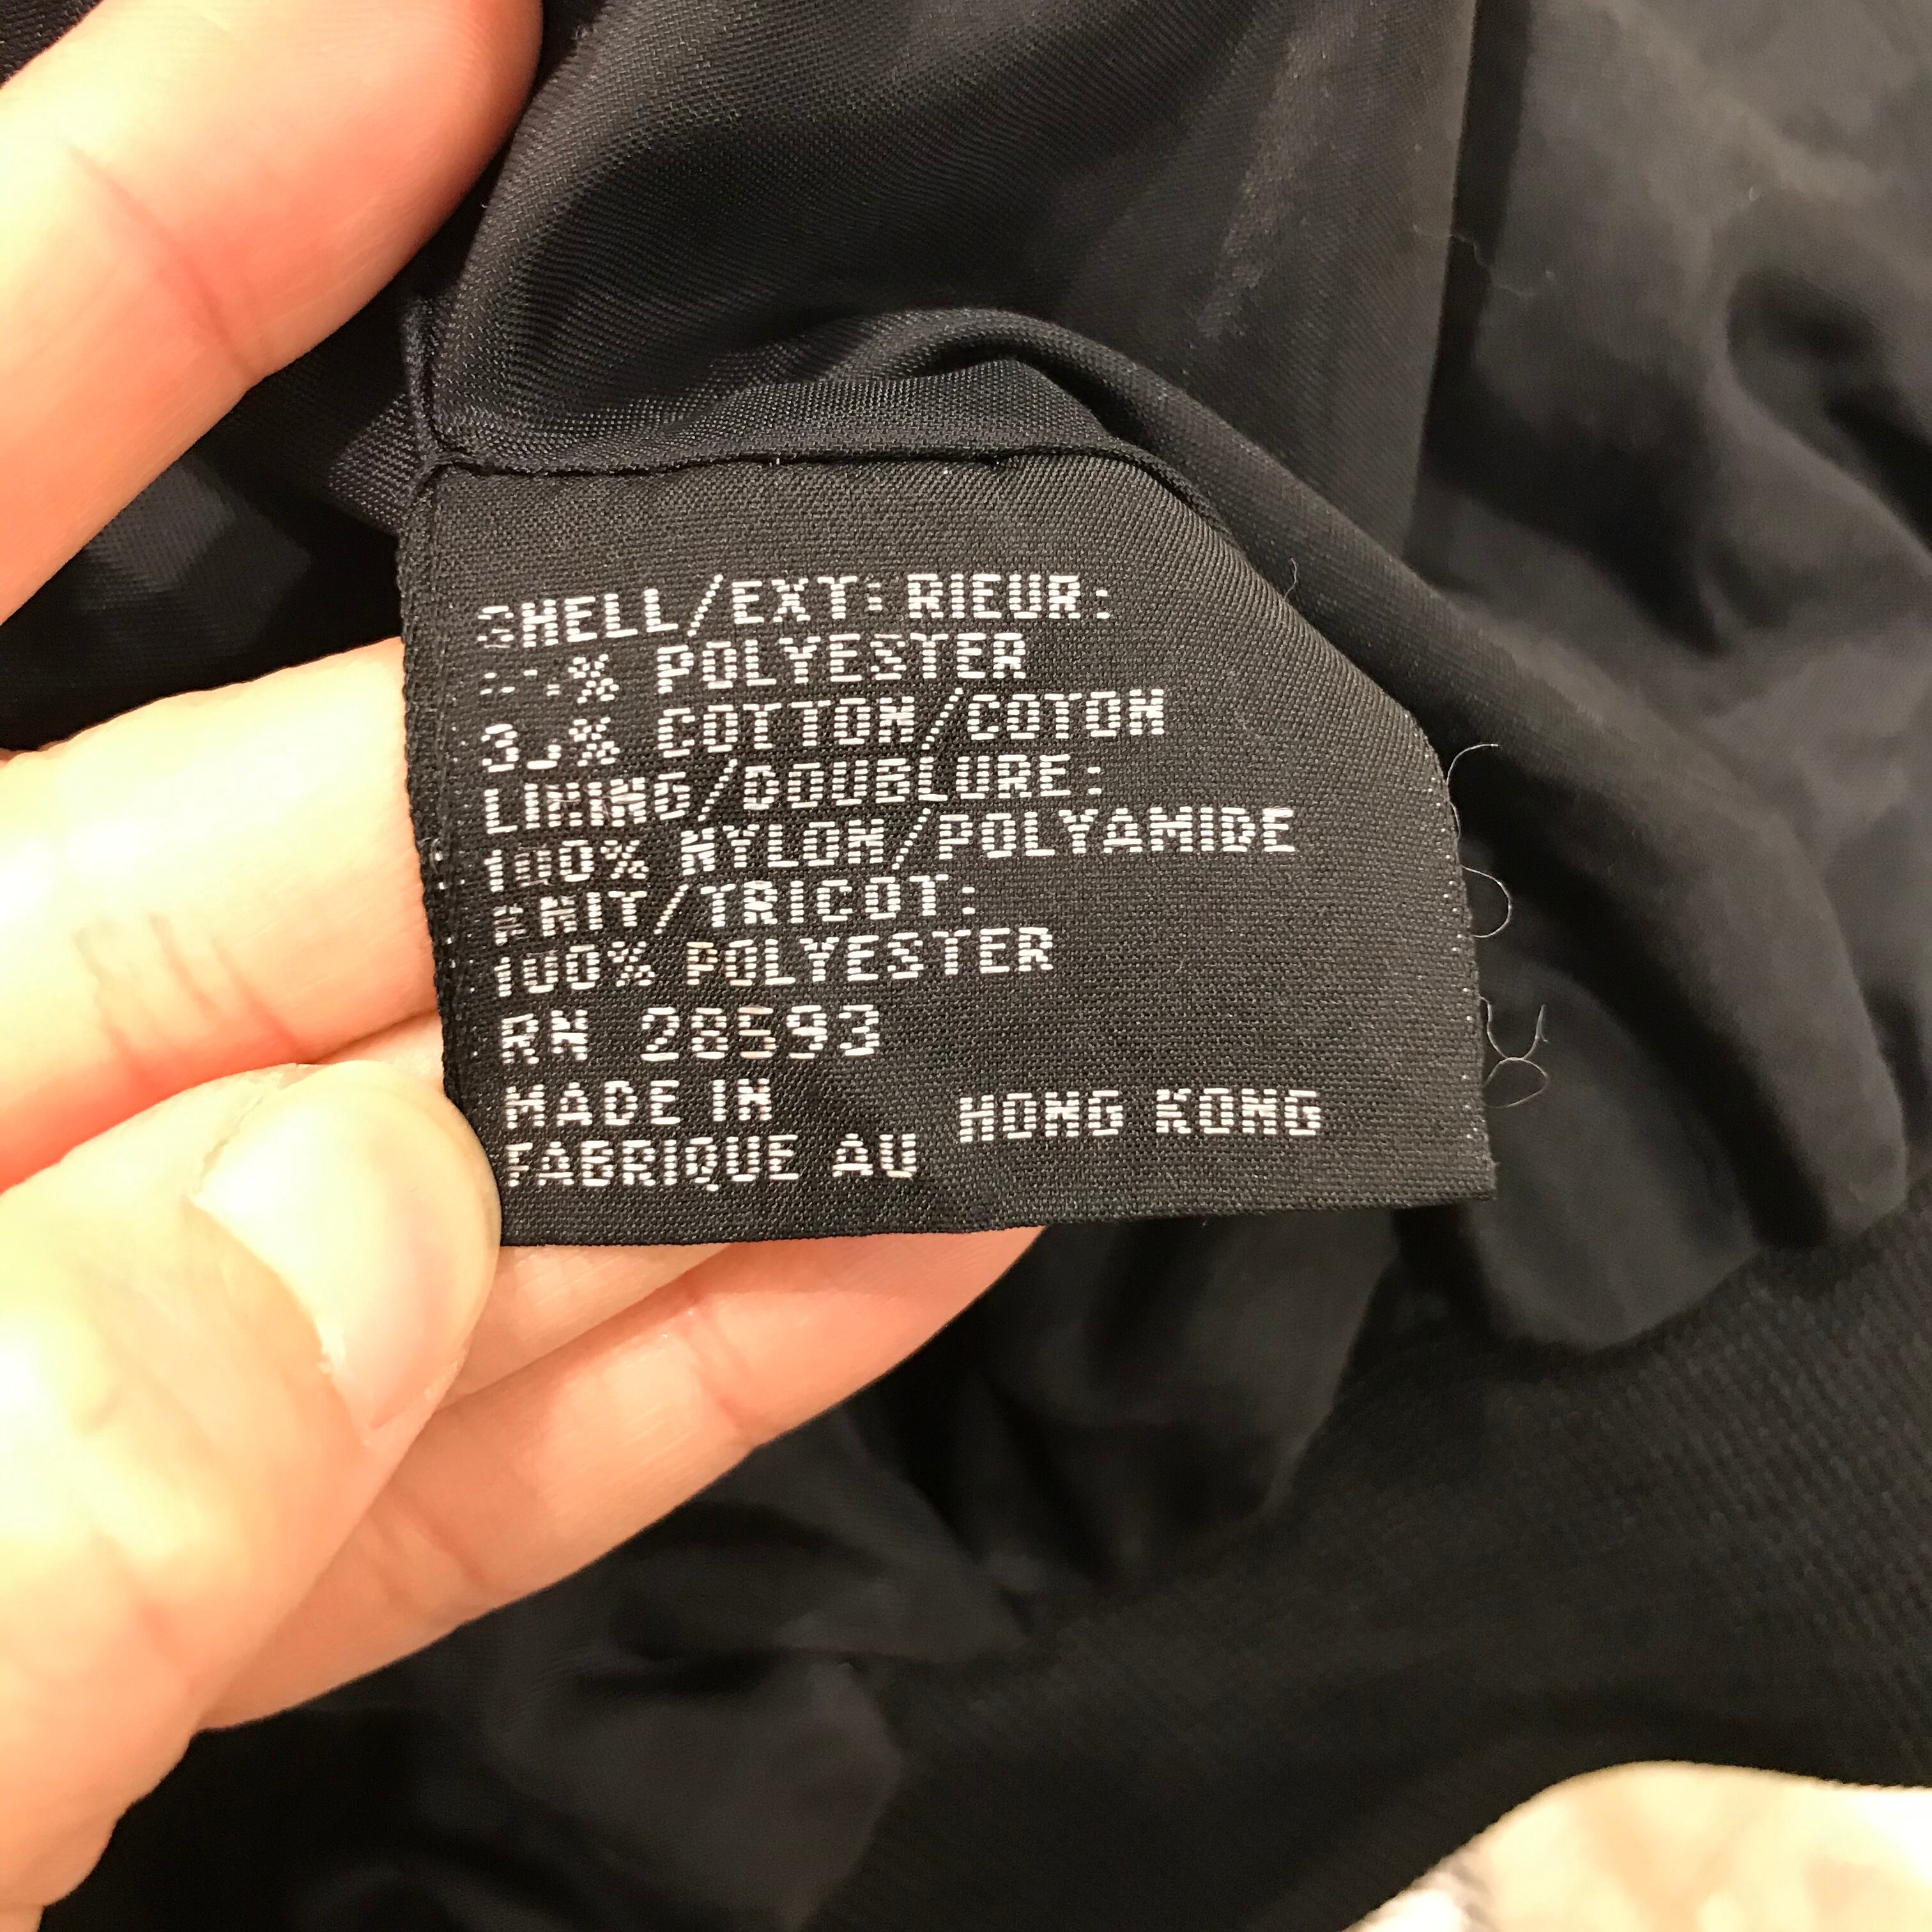 SHELL/EXTERIEUR:
% POLYESTER
% COTTON/COTON
LINING/DOUBLURE:
100% NYLON/POLYAMIDE
KNIT/TRICOT:
100% POLYESTER
RN 28593
MADE IN HONG KONG
FABRIQUE AU